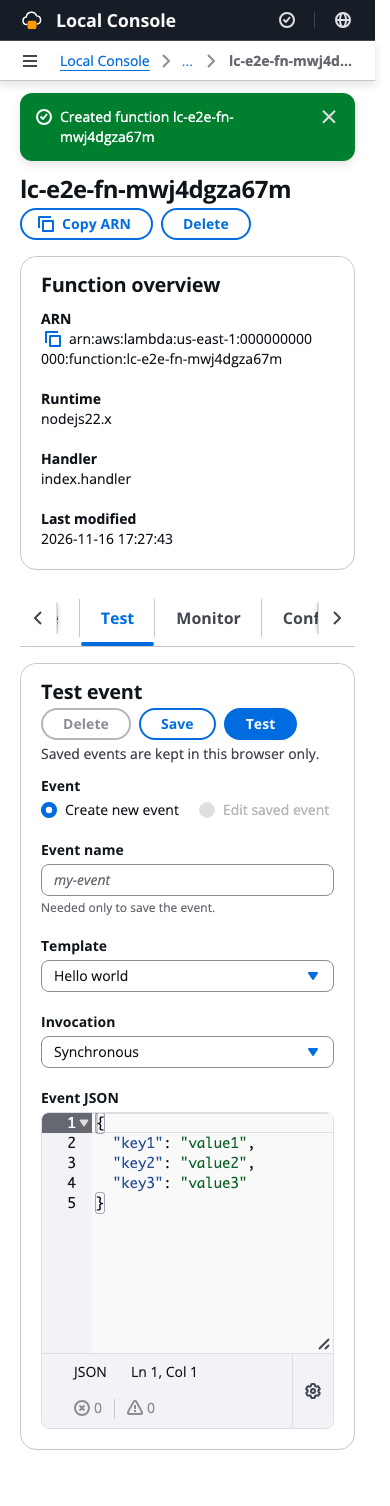 Local Console
Local Console ... lc-e2e-fn-mwj4d...
Created function lc-e2e-fn-
mwj4dgza67m
lc-e2e-fn-mwj4dgza67m
Copy ARN Delete
Function overview
ARN
arn:aws:lambda:us-east-1:000000000
000:function:lc-e2e-fn-mwj4dgza67m
Runtime
nodejs22.x
Handler
index.handler
Last modified
2026-11-16 17:27:43
Test Monitor Conf
Test event
Delete Save Test
Saved events are kept in this browser only.
Event
Create new event Edit saved event
Event name
my-event
Needed only to save the event.
Template
Hello world
Invocation
Synchronous
Event JSON
1 {
2 "key1": "value1",
3 "key2": "value2",
4 "key3": "value3"
5 }
JSON Ln 1, Col 1
0 0